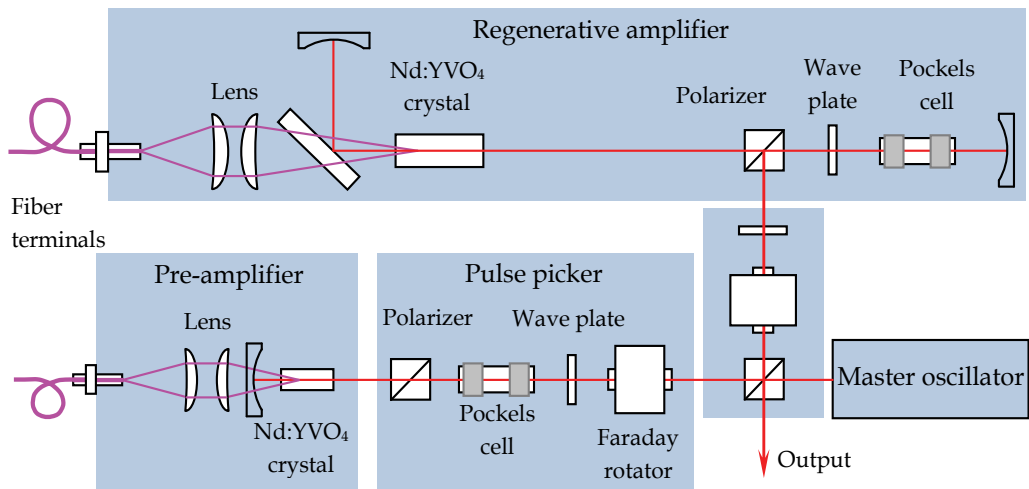 Regenerative amplifier
Nd:YVO₄
crystal
Lens
Polarizer
Wave
plate
Pockels
cell
Fiber
terminals
Pre-amplifier
Lens
Nd:YVO₄
crystal
Pulse picker
Polarizer
Wave plate
Pockels
cell
Faraday
rotator
Master oscillator
Output